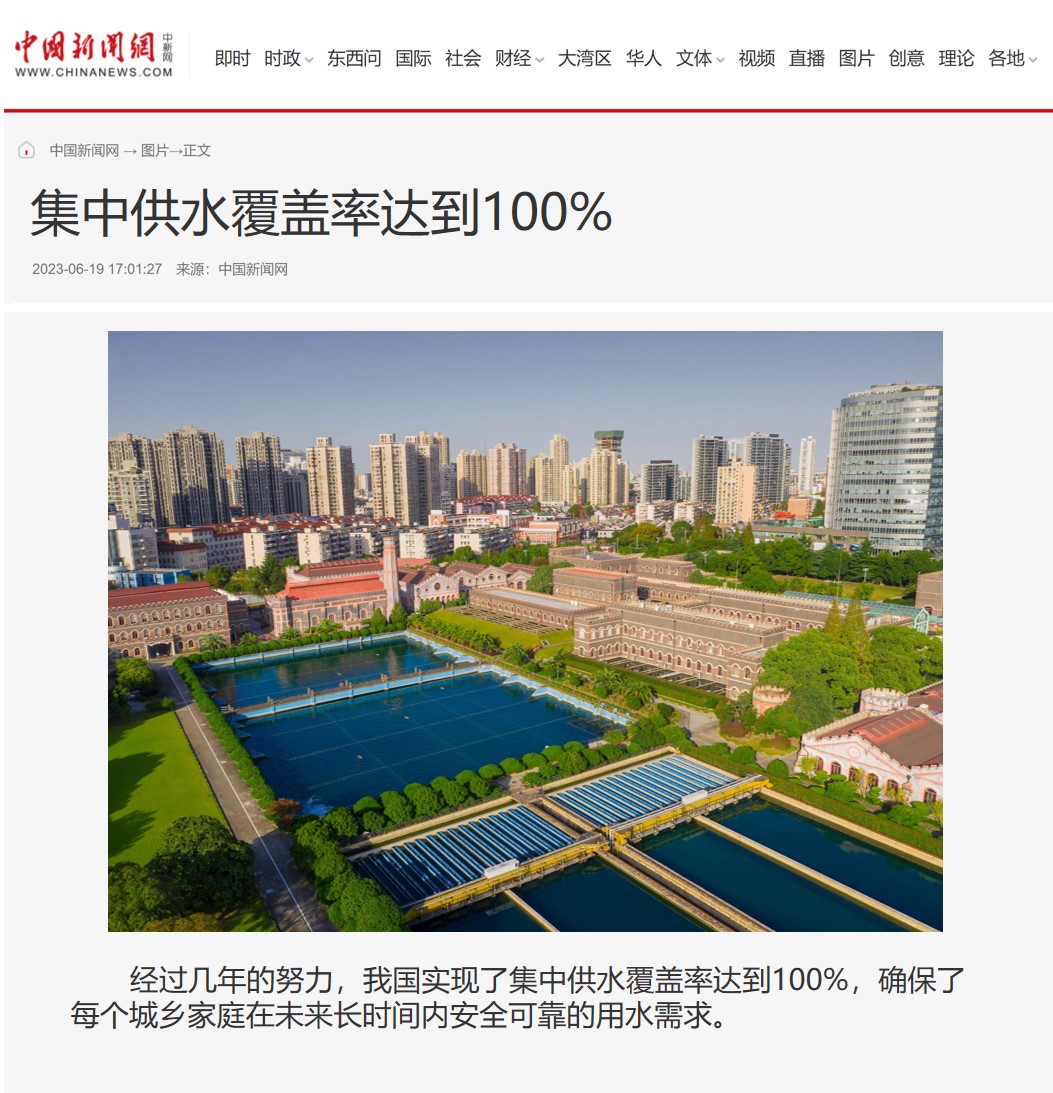 中國新聞網 中新网
WWW.CHINANEWS.COM
即时 时政 东西问 国际 社会 财经 大湾区 华人 文体 视频 直播 图片 创意 理论 各地
中国新闻网 → 图片→正文
集中供水覆盖率达到100%
2023-06-19 17:01:27 来源：中国新闻网
经过几年的努力，我国实现了集中供水覆盖率达到100%，确保了
每个城乡家庭在未来长时间内安全可靠的用水需求。